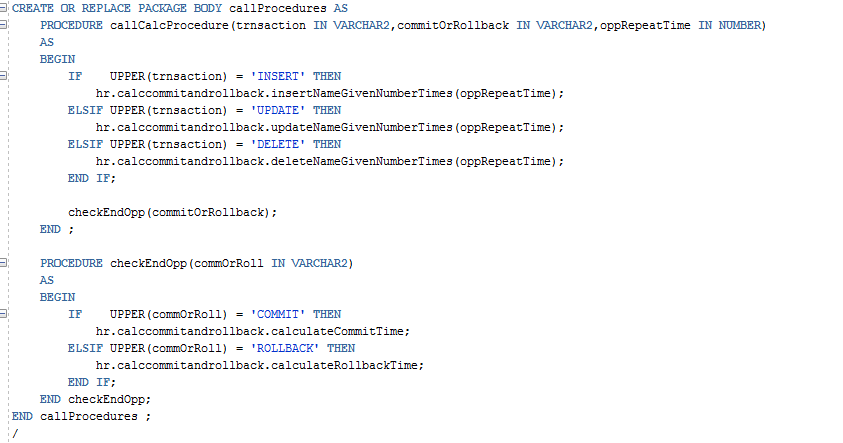 CREATE OR REPLACE PACKAGE BODY callProcedures AS
    PROCEDURE callCalcProcedure(trnsaction IN VARCHAR2,commitOrRollback IN VARCHAR2,oppRepeatTime IN NUMBER)
    AS
    BEGIN
        IF    UPPER(trnsaction) = 'INSERT' THEN
            hr.calccommitandrollback.insertNameGivenNumberTimes(oppRepeatTime);
        ELSIF UPPER(trnsaction) = 'UPDATE' THEN
            hr.calccommitandrollback.updateNameGivenNumberTimes(oppRepeatTime);
        ELSIF UPPER(trnsaction) = 'DELETE' THEN
            hr.calccommitandrollback.deleteNameGivenNumberTimes(oppRepeatTime);
        END IF;

        checkEndOpp(commitOrRollback);
    END ;

    PROCEDURE checkEndOpp(commOrRoll IN VARCHAR2)
    AS
    BEGIN
        IF    UPPER(commOrRoll) = 'COMMIT' THEN
            hr.calccommitandrollback.calculateCommitTime;
        ELSIF UPPER(commOrRoll) = 'ROLLBACK' THEN
            hr.calccommitandrollback.calculateRollbackTime;
        END IF;
    END checkEndOpp;
END callProcedures ;
/